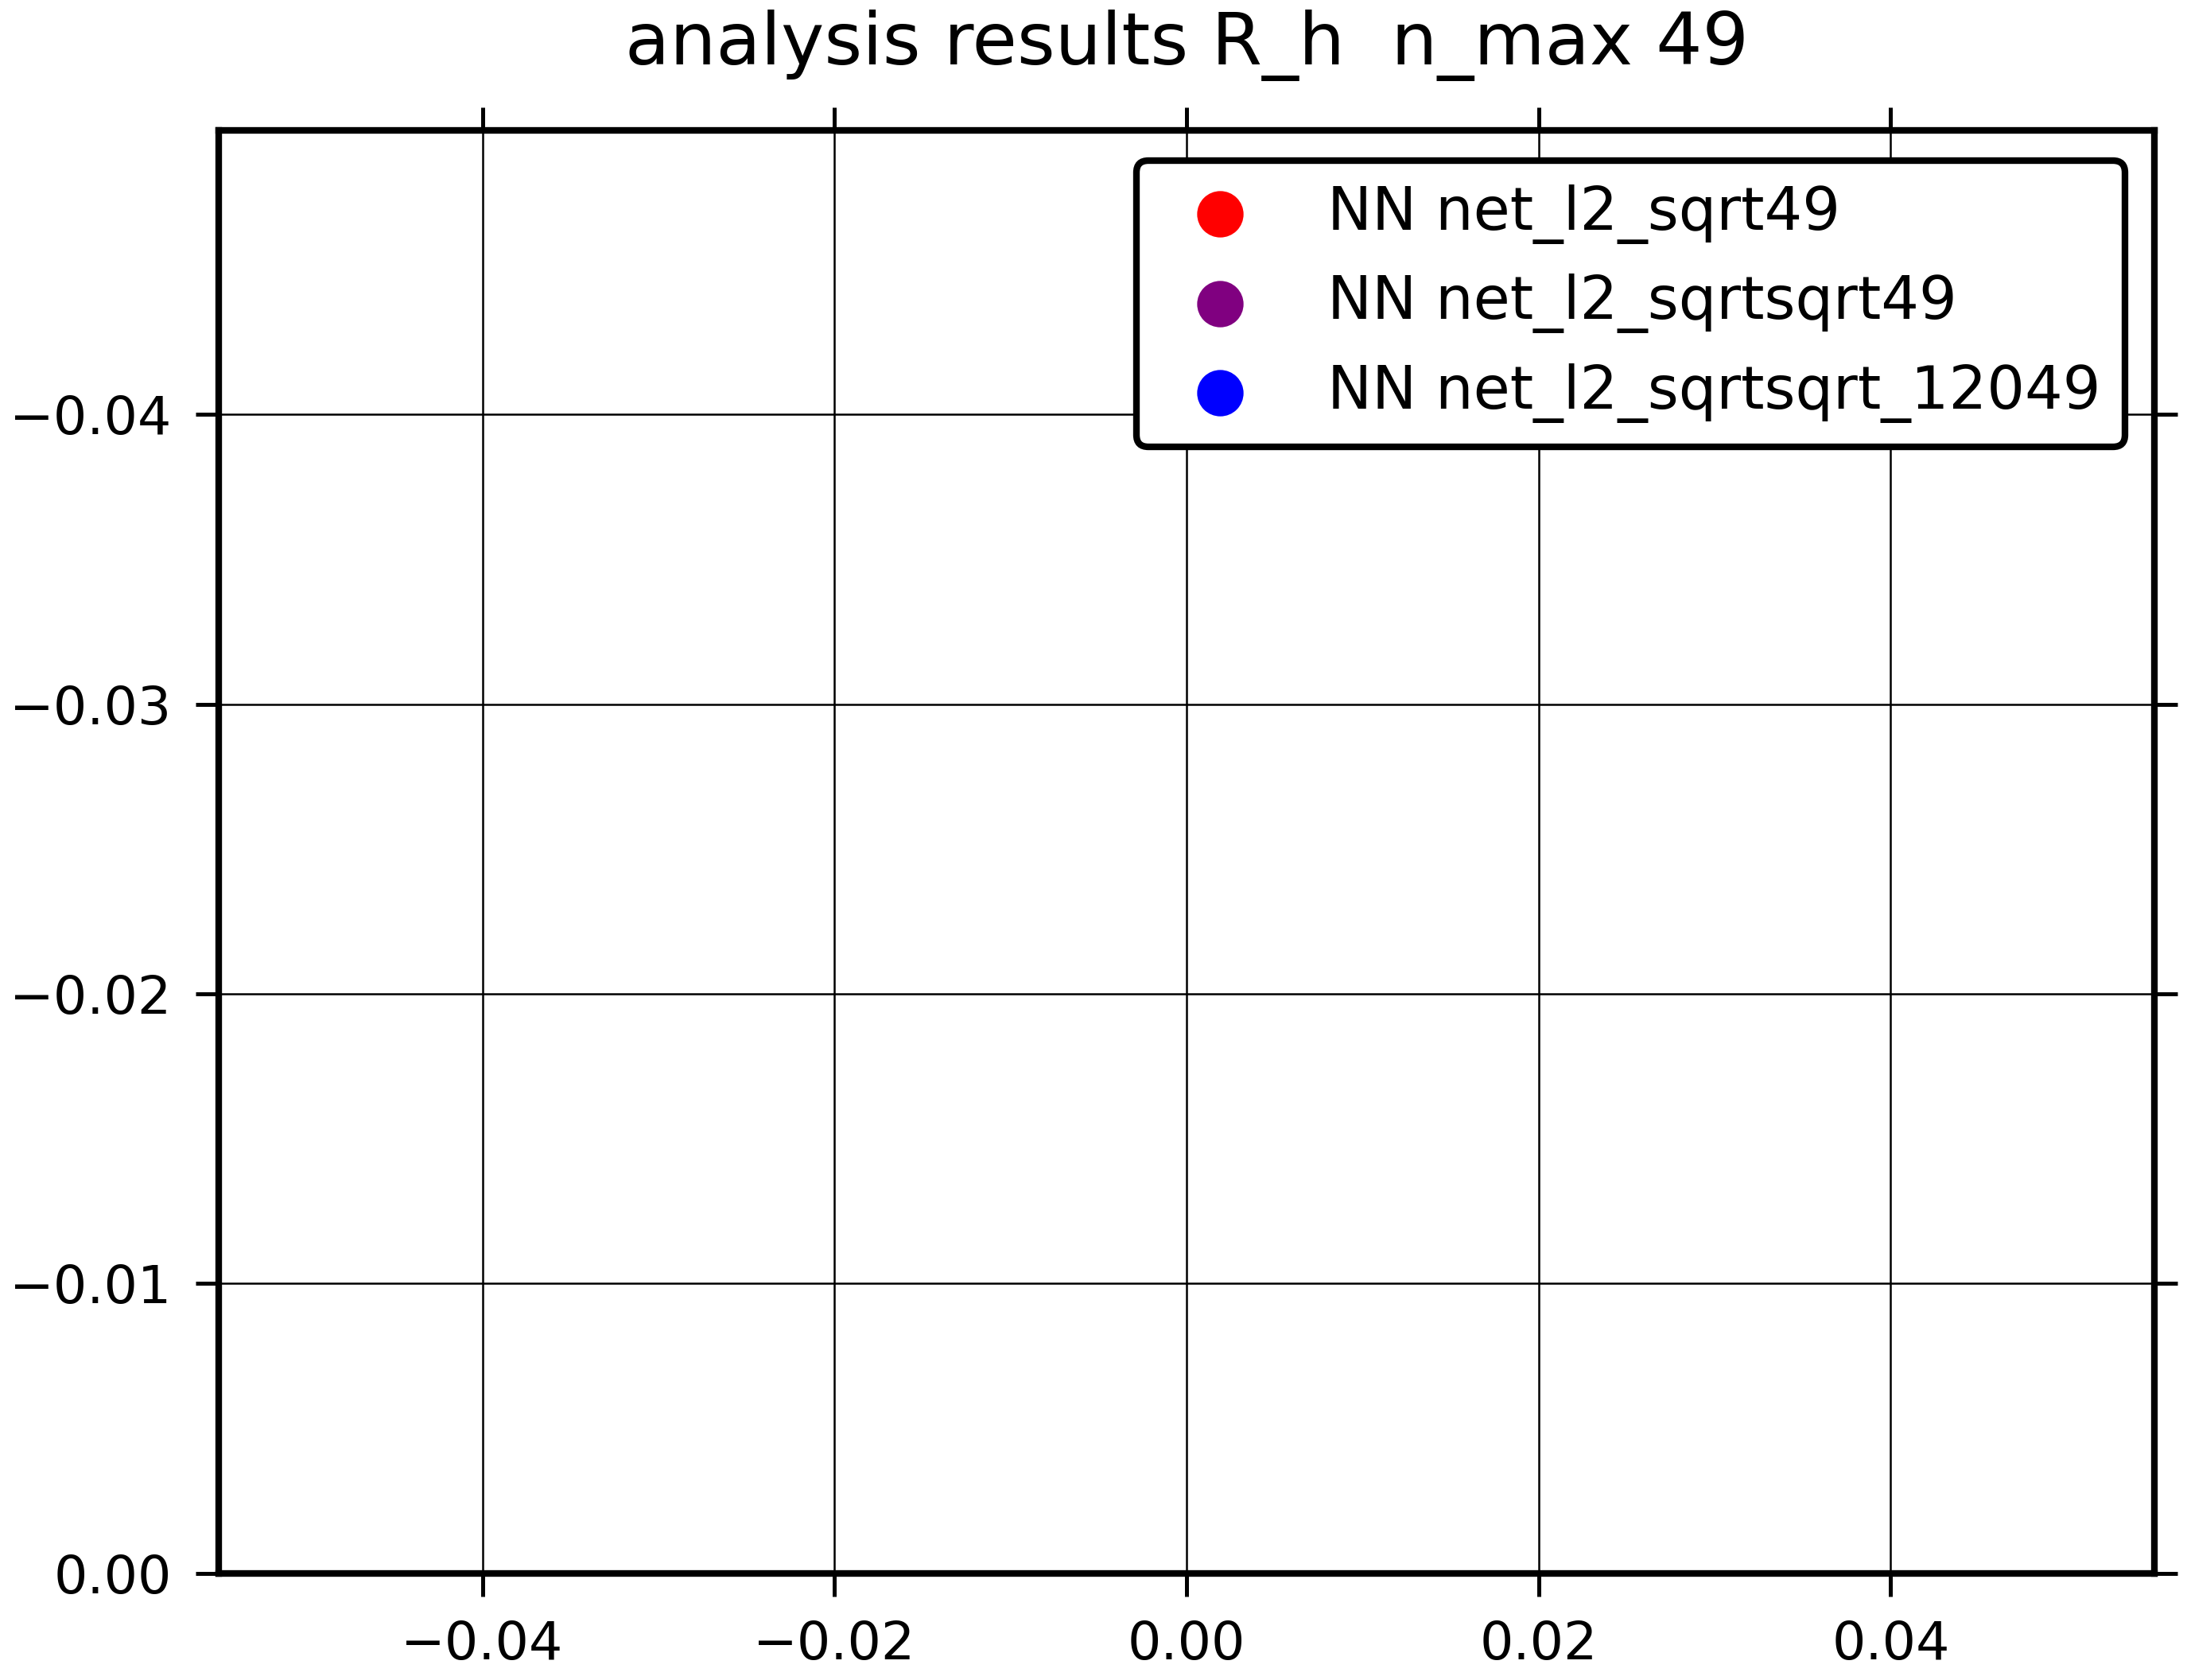 analysis results R_h  n_max 49
NN net_l2_sqrt49
NN net_l2_sqrtsqrt49
NN net_l2_sqrtsqrt_12049
−0.04
−0.03
−0.02
−0.01
0.00
−0.04
−0.02
0.00
0.02
0.04